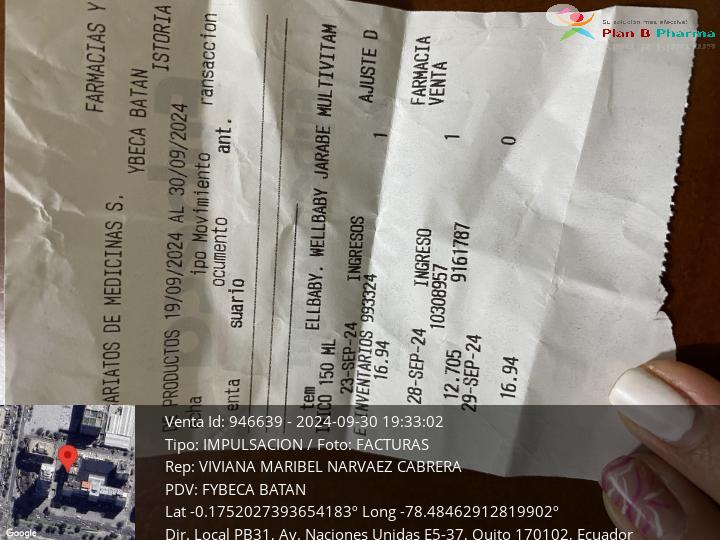 FARMACIAS Y
ARIATOS DE MEDICINAS S.
YBECA BATAN
ISTORIA
DE PRODUCTOS 19/09/2024 AL 30/09/2024
cha
ipo Movimiento
ransaccion
ocumento
ant.
enta
suario
tem
ELLBABY. WELLBABY JARABE MULTIVITAM
ICO 150 ML
23-SEP-24
INGRESOS
1
AJUSTE D
E INVENTARIOS 993324
16.94
28-SEP-24
INGRESO
FARMACIA
10308957
VENTA
12.705
9161787
1
29-SEP-24
16.94
0
Su solucion mas efectiva!
Plan B Pharma
Venta Id: 946639 - 2024-09-30 19:33:02
Tipo: IMPULSACION / Foto: FACTURAS
Rep: VIVIANA MARIBEL NARVAEZ CABRERA
PDV: FYBECA BATAN
Lat -0.1752027393654183° Long -78.48462912819902°
Dir. Local PB31, Av. Naciones Unidas E5-37, Quito 170102, Ecuador
Google